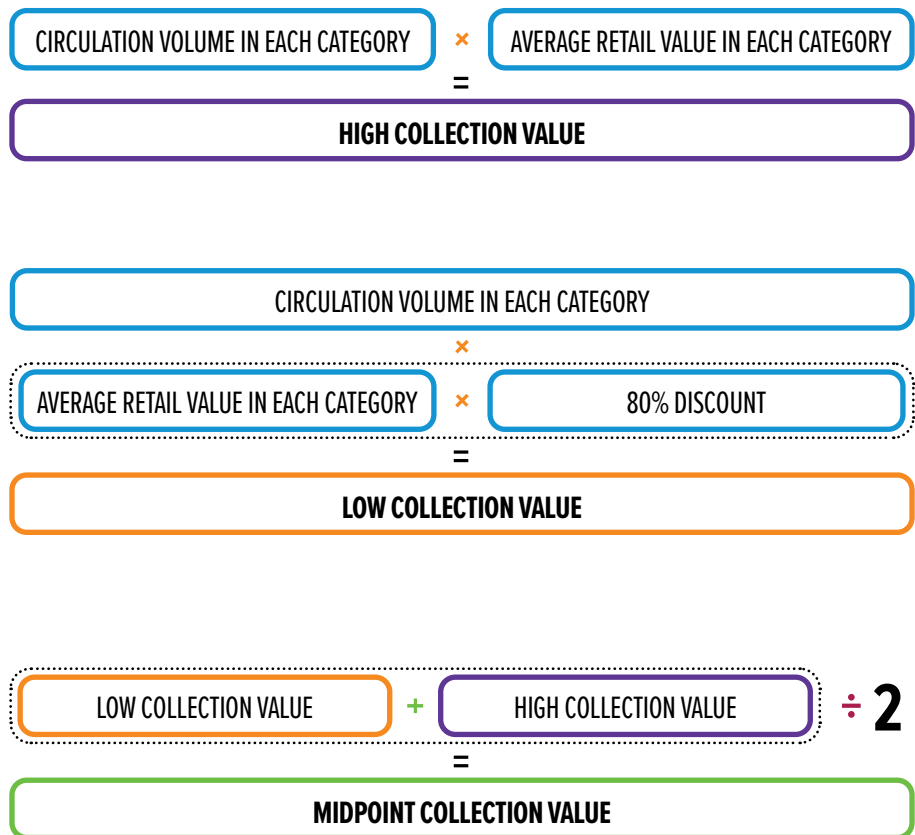 CIRCULATION VOLUME IN EACH CATEGORY × AVERAGE RETAIL VALUE IN EACH CATEGORY
=
HIGH COLLECTION VALUE
CIRCULATION VOLUME IN EACH CATEGORY
×
AVERAGE RETAIL VALUE IN EACH CATEGORY × 80% DISCOUNT
=
LOW COLLECTION VALUE
LOW COLLECTION VALUE + HIGH COLLECTION VALUE ÷ 2
=
MIDPOINT COLLECTION VALUE